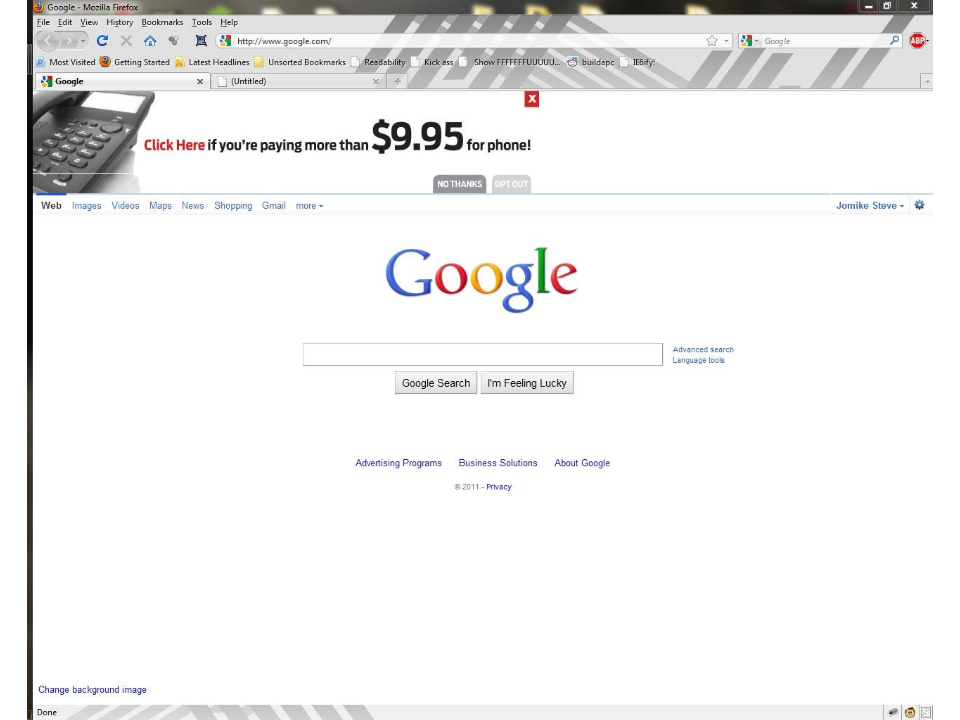 Google - Mozilla Firefox
File Edit View History Bookmarks Tools Help
http://www.google.com/ Google ABP
Most Visited Getting Started Latest Headlines Unsorted Bookmarks Readability Kick ass Show FFFFFFFUUUUU... buildapc IE6ify!
Google x (Untitled) x +
X
Click Here if you're paying more than $9.95 for phone!
NO THANKS OPT OUT
Web Images Videos Maps News Shopping Gmail more Jomike Steve
Google
Advanced search
Language tools
Google Search I'm Feeling Lucky
Advertising Programs Business Solutions About Google
© 2011 - Privacy
Change background image
Done